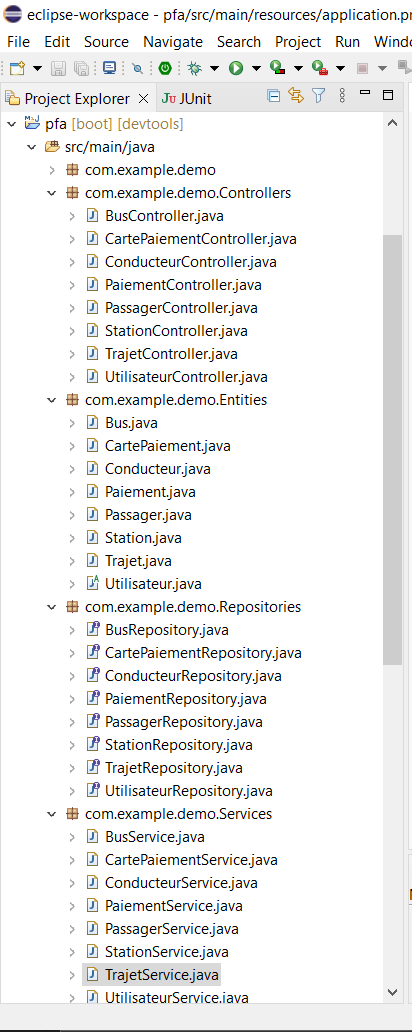 eclipse-workspace - pfa/src/main/resources/application.pr
File Edit Source Navigate Search Project Run Windo
Project Explorer JUnit
pfa [boot] [devtools]
src/main/java
com.example.demo
com.example.demo.Controllers
BusController.java
CartePaiementController.java
ConducteurController.java
PaiementController.java
PassagerController.java
StationController.java
TrajetController.java
UtilisateurController.java
com.example.demo.Entities
Bus.java
CartePaiement.java
Conducteur.java
Paiement.java
Passager.java
Station.java
Trajet.java
Utilisateur.java
com.example.demo.Repositories
BusRepository.java
CartePaiementRepository.java
ConducteurRepository.java
PaiementRepository.java
PassagerRepository.java
StationRepository.java
TrajetRepository.java
UtilisateurRepository.java
com.example.demo.Services
BusService.java
CartePaiementService.java
ConducteurService.java
PaiementService.java
PassagerService.java
StationService.java
TrajetService.java
UtilisateurService.java